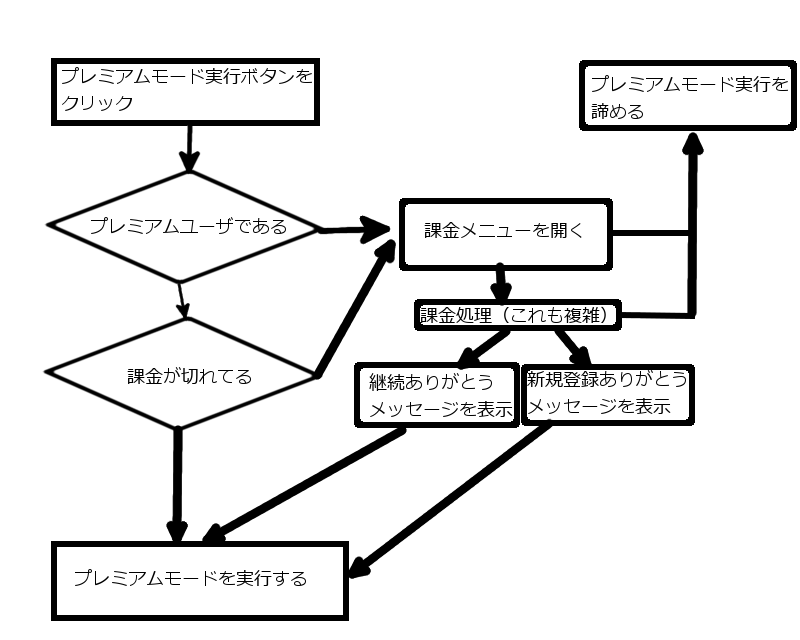 プレミアムモード実行ボタンを
クリック
プレミアムモード実行を
諦める
プレミアムユーザである
課金メニューを開く
課金処理（これも複雑）
課金が切れてる
継続ありがとう
メッセージを表示
新規登録ありがとう
メッセージを表示
プレミアムモードを実行する